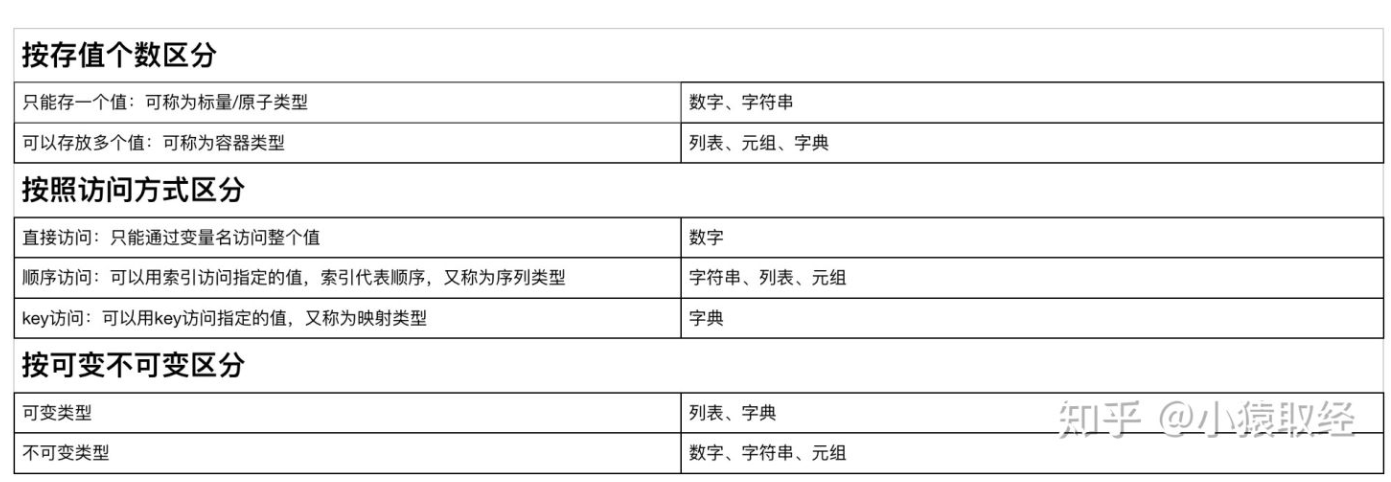 按存值个数区分
只能存一个值：可称为标量/原子类型 数字、字符串
可以存放多个值：可称为容器类型 列表、元组、字典
按照访问方式区分
直接访问：只能通过变量名访问整个值 数字
顺序访问：可以用索引访问指定的值，索引代表顺序，又称为序列类型 字符串、列表、元组
key访问：可以用key访问指定的值，又称为映射类型 字典
按可变不可变区分
可变类型 列表、字典
不可变类型 数字、字符串、元组
知乎 @小猿取经